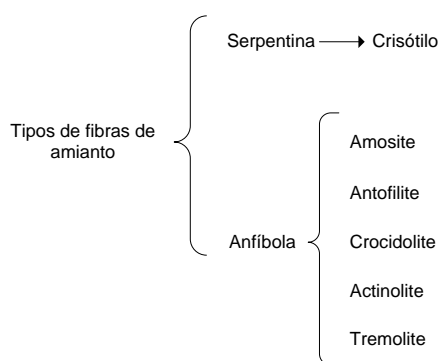 Serpentina
Crisótilo
Tipos de fibras de
amianto
Anfíbola
Amosite
Antofilite
Crocidolite
Actinolite
Tremolite